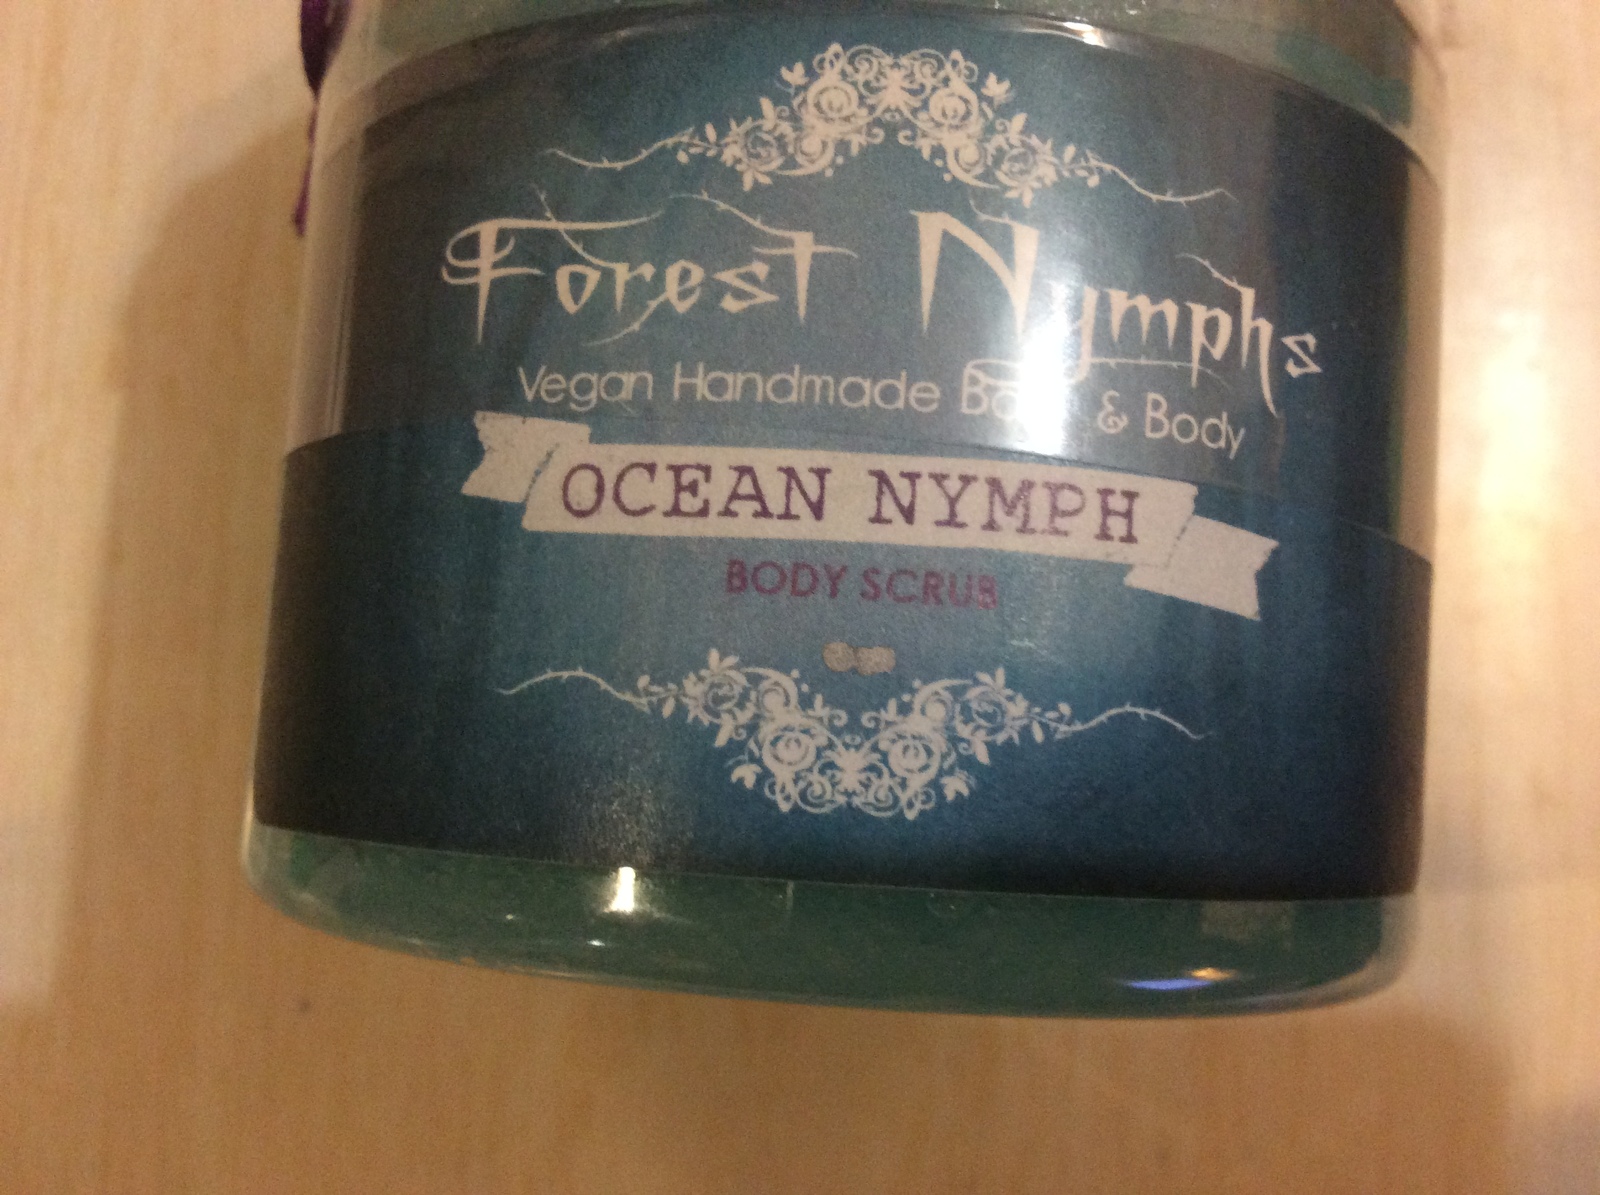 Forest Nymphs
Vegan Handmade & Body
OCEAN NYMPH
BODY SCRUB